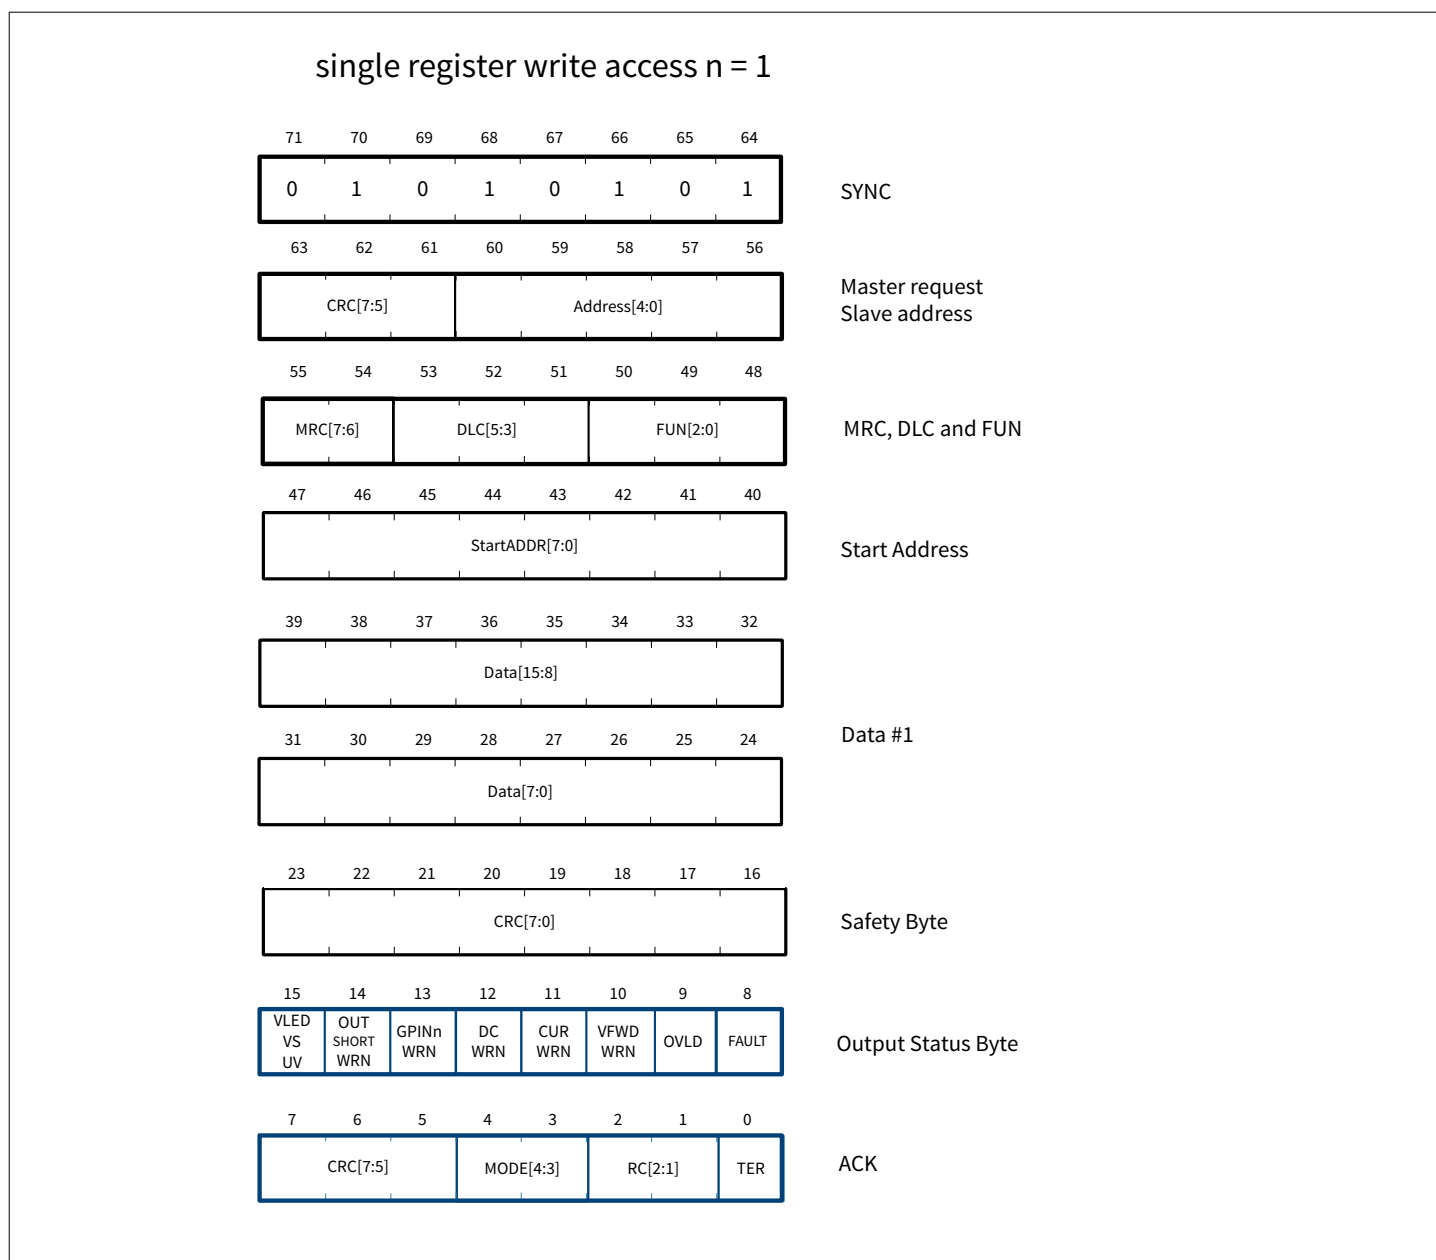 single register write access n = 1
71 70 69 68 67 66 65 64
0 1 0 1 0 1 0 1 SYNC
63 62 61 60 59 58 57 56
CRC[7:5] Address[4:0] Master request
Slave address
55 54 53 52 51 50 49 48
MRC[7:6] DLC[5:3] FUN[2:0] MRC, DLC and FUN
47 46 45 44 43 42 41 40
StartADDR[7:0] Start Address
39 38 37 36 35 34 33 32
Data[15:8]
Data #1
31 30 29 28 27 26 25 24
Data[7:0]
23 22 21 20 19 18 17 16
CRC[7:0] Safety Byte
15 14 13 12 11 10 9 8
VLED OUT GPINn DC CUR VFWD
VS SHORT WRN WRN WRN WRN OVLD FAULT Output Status Byte
UV WRN
7 6 5 4 3 2 1 0
CRC[7:5] MODE[4:3] RC[2:1] TER ACK